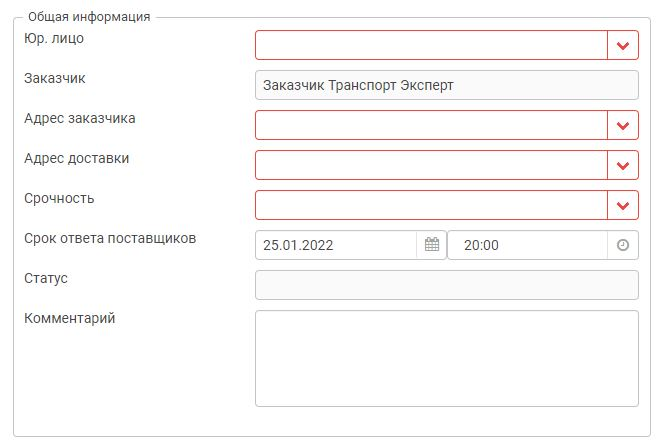 Общая информация
Юр. лицо
Заказчик Заказчик Транспорт Эксперт
Адрес заказчика
Адрес доставки
Срочность
Срок ответа поставщиков 25.01.2022 20:00
Статус
Комментарий